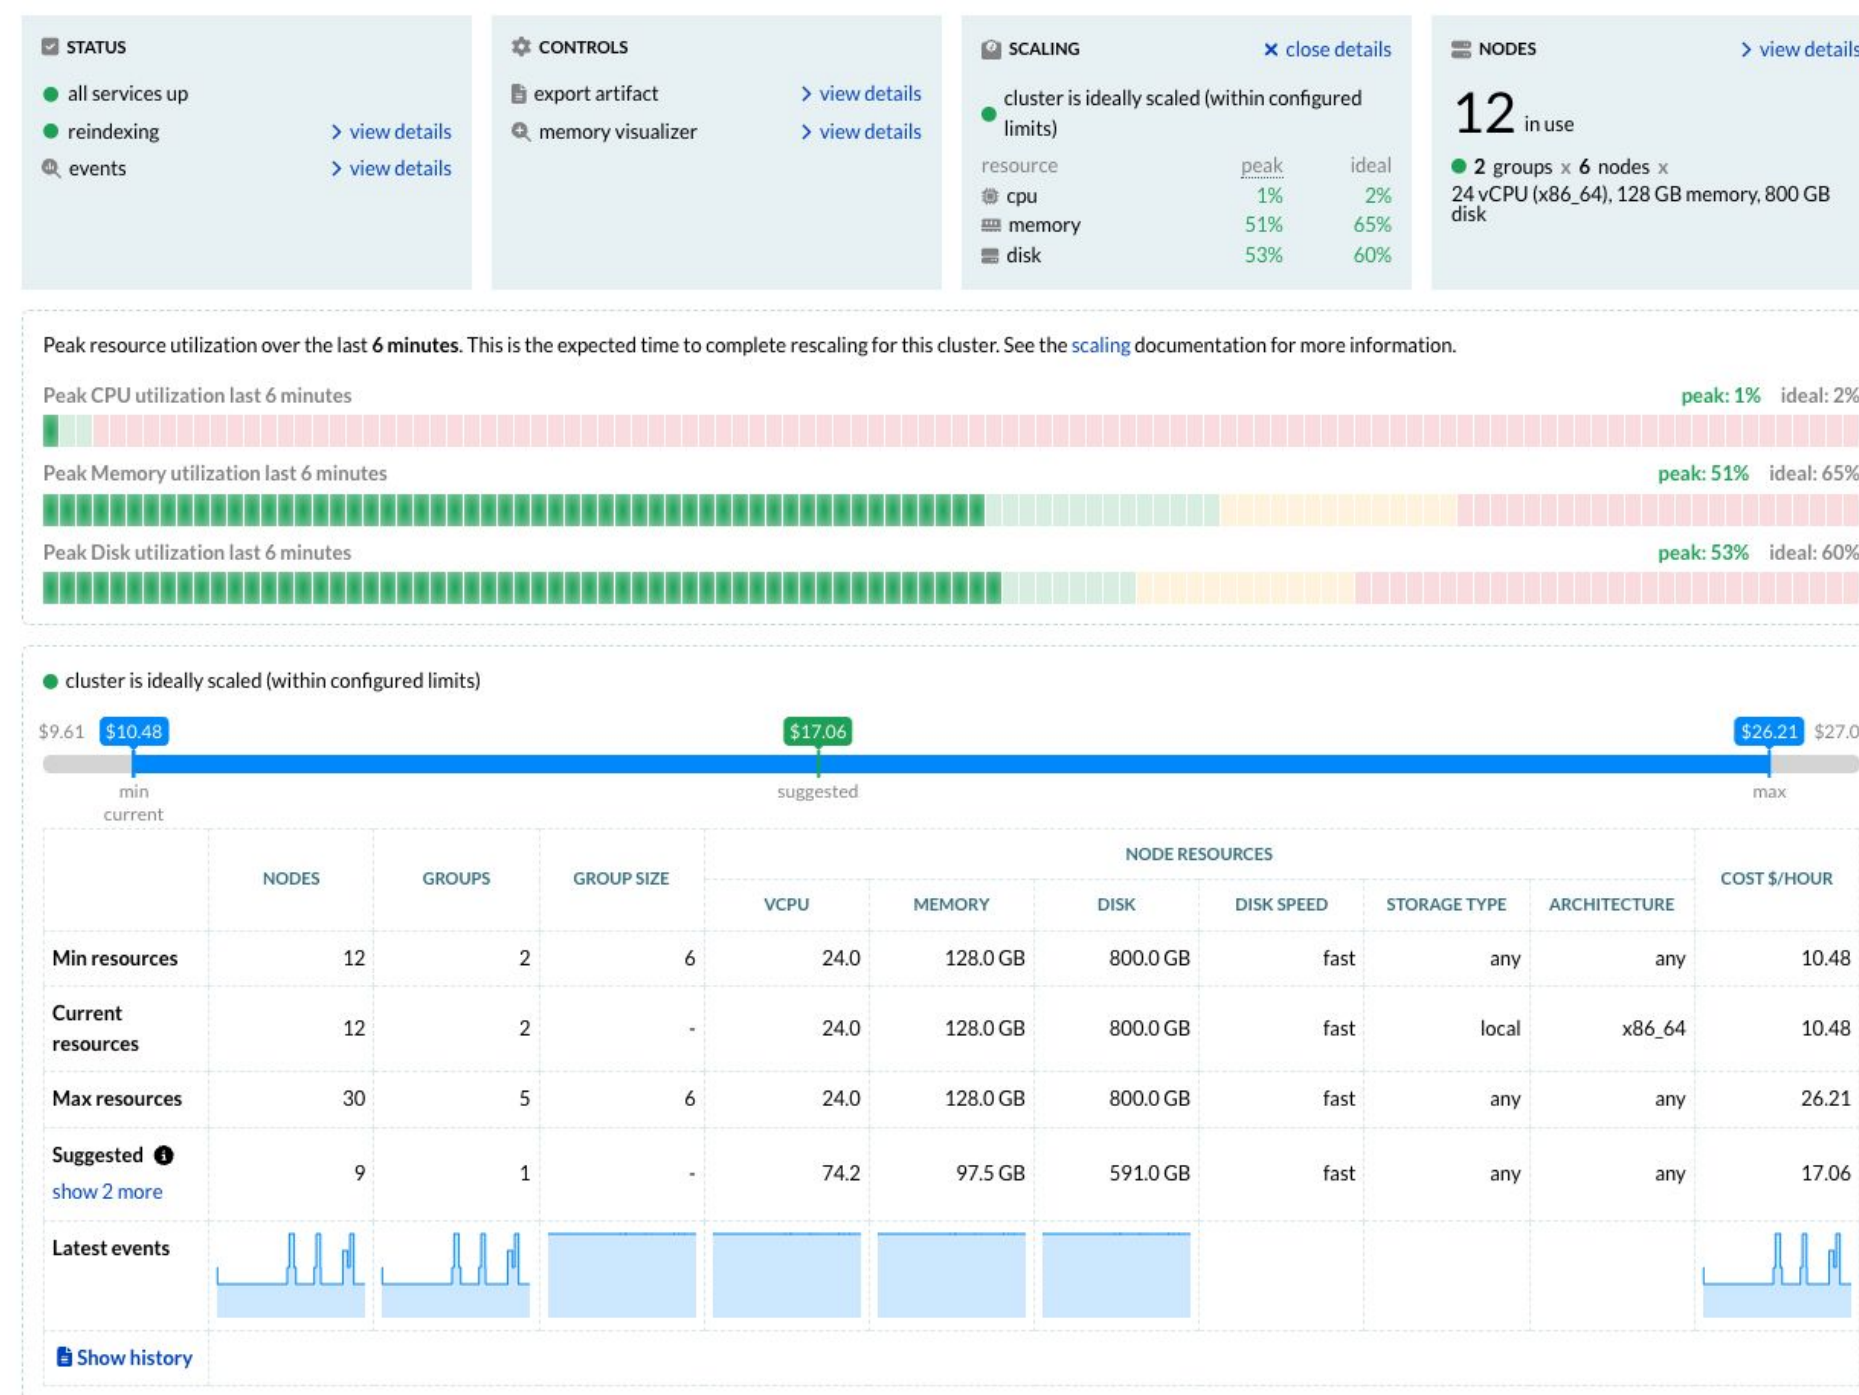 STATUS
all services up
reindexing > view details
events > view details
CONTROLS
export artifact > view details
memory visualizer > view details
SCALING × close details
cluster is ideally scaled (within configured
limits)
resource peak ideal
cpu 1% 2%
memory 51% 65%
disk 53% 60%
NODES > view details
12 in use
2 groups x 6 nodes x
24 vCPU (x86_64), 128 GB memory, 800 GB
disk
Peak resource utilization over the last 6 minutes. This is the expected time to complete rescaling for this cluster. See the scaling documentation for more information.
Peak CPU utilization last 6 minutes peak: 1% ideal: 2%
Peak Memory utilization last 6 minutes peak: 51% ideal: 65%
Peak Disk utilization last 6 minutes peak: 53% ideal: 60%
cluster is ideally scaled (within configured limits)
$9.61 $10.48 $17.06 $26.21 $27.0
min suggested max
current
NODES GROUPS GROUP SIZE NODE RESOURCES COST $/HOUR
VCPU MEMORY DISK DISK SPEED STORAGE TYPE ARCHITECTURE
Min resources 12 2 6 24.0 128.0 GB 800.0 GB fast any any 10.48
Current
resources 12 2 - 24.0 128.0 GB 800.0 GB fast local x86_64 10.48
Max resources 30 5 6 24.0 128.0 GB 800.0 GB fast any any 26.21
Suggested
show 2 more 9 1 - 74.2 97.5 GB 591.0 GB fast any any 17.06
Latest events
Show history